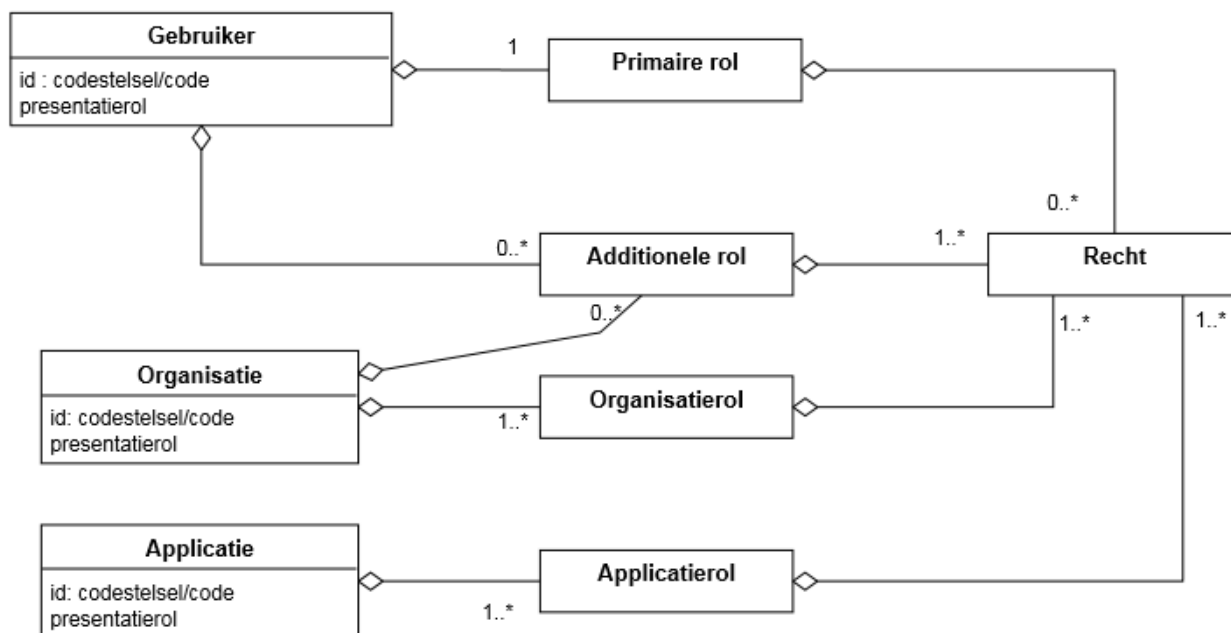 Gebruiker
id : codestelsel/code
presentatierol
1
Primaire rol
0..*
0..*
Additionele rol
1..*
Recht
0..*
1..*
1..*
Organisatie
id: codestelsel/code
presentatierol
1..*
Organisatierol
Applicatie
id: codestelsel/code
presentatierol
1..*
Applicatierol